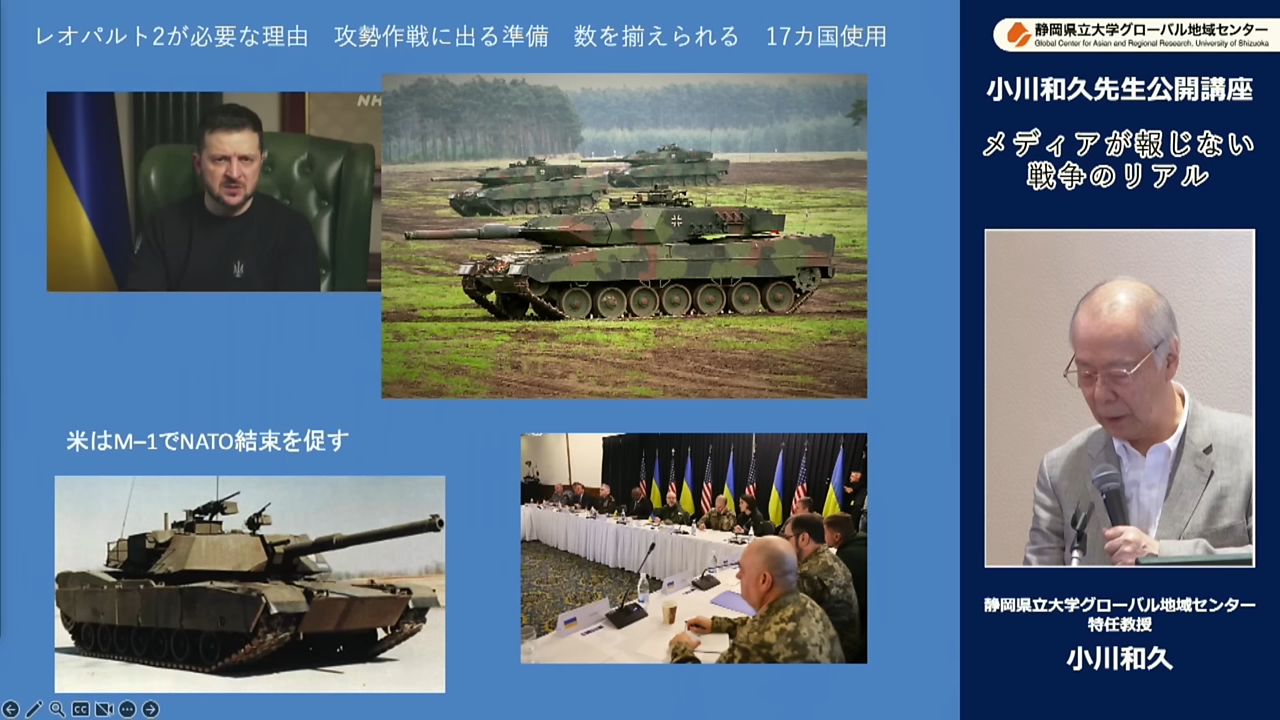 レオパルト2が必要な理由　攻勢作戦に出る準備　数を揃えられる　17カ国使用
NH
米はM–1でNATO結束を促す
CC
静岡県立大学グローバル地域センター
Global Center for Asian and Regional Research, University of Shizuoka
小川和久先生公開講座
メディアが報じない
戦争のリアル
静岡県立大学グローバル地域センター
特任教授
小川和久